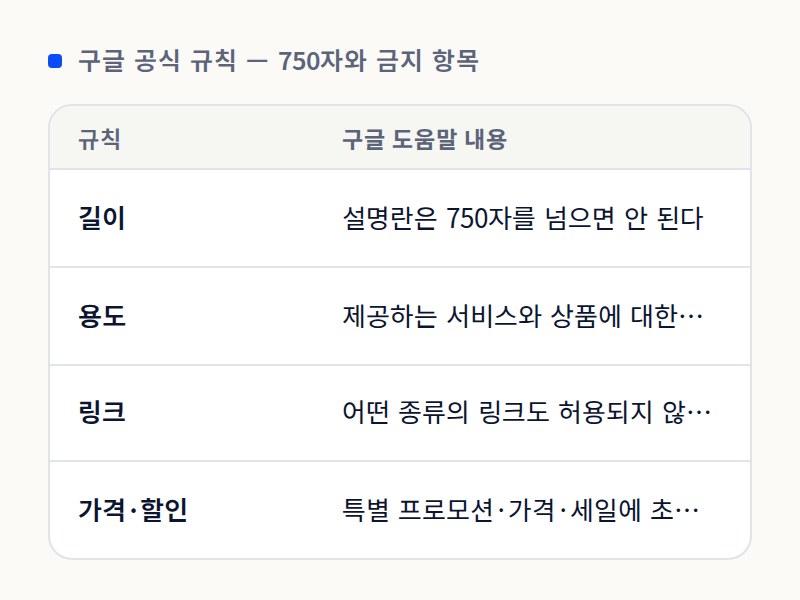 구글 공식 규칙 — 750자와 금지 항목
규칙 구글 도움말 내용
길이 설명란은 750자를 넘으면 안 된다
용도 제공하는 서비스와 상품에 대한…
링크 어떤 종류의 링크도 허용되지 않…
가격·할인 특별 프로모션·가격·세일에 초…